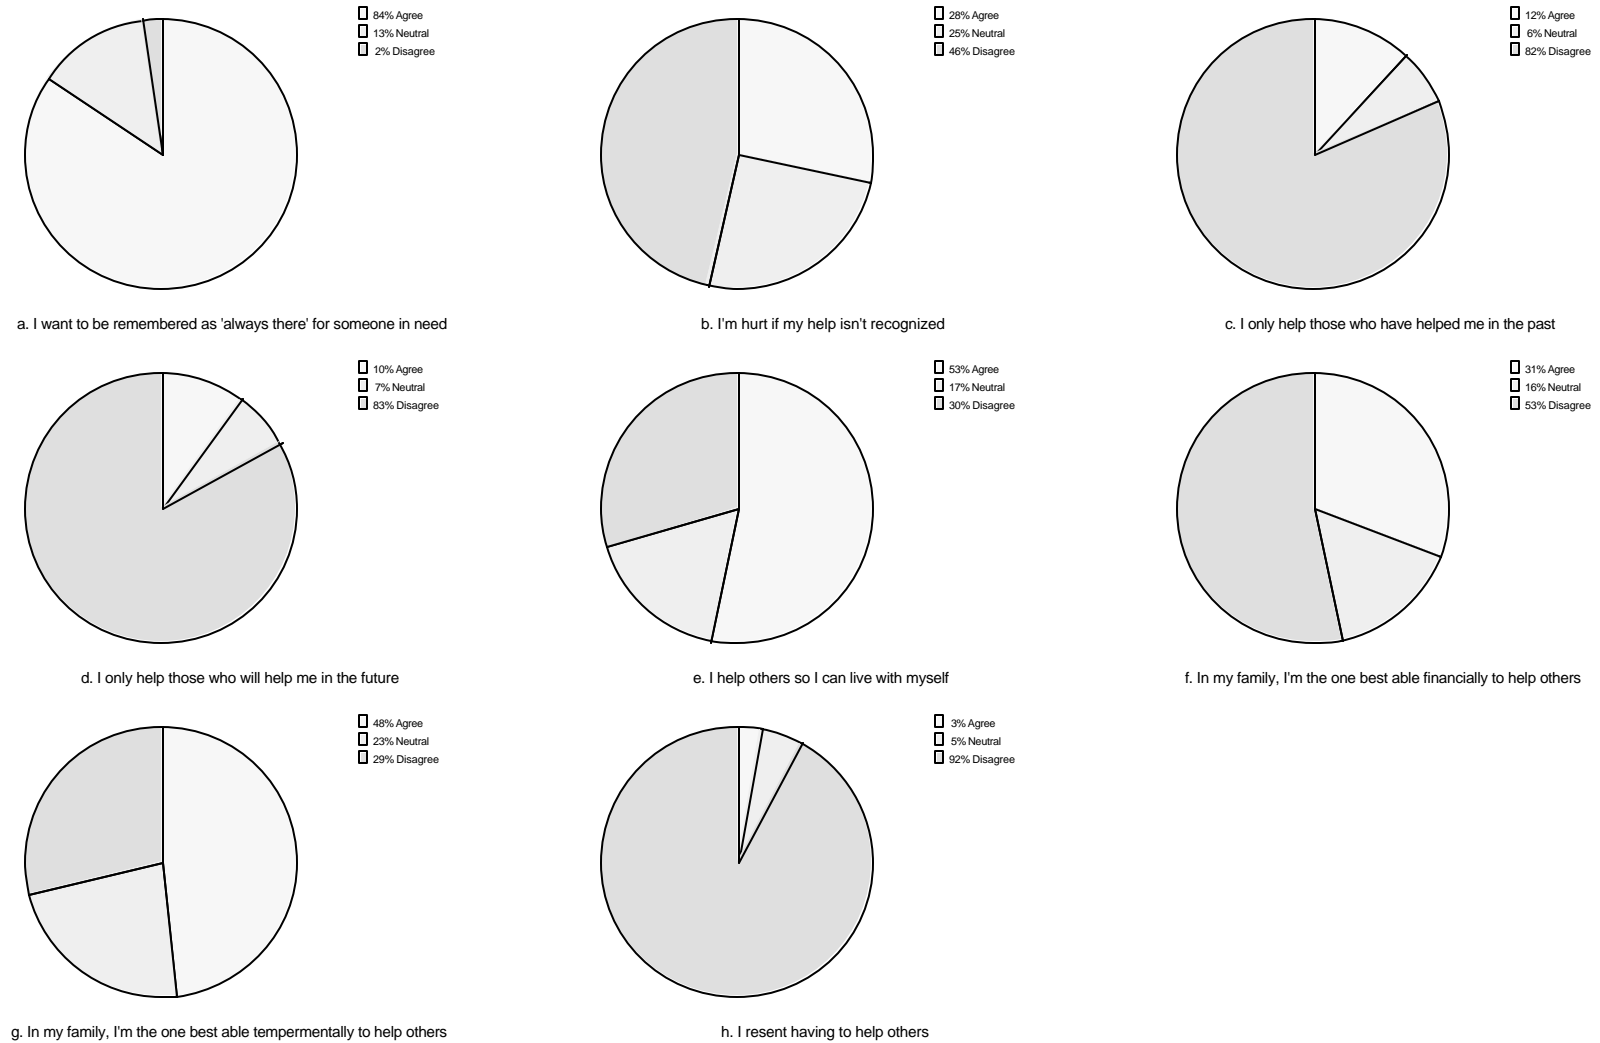 84% Agree
13% Neutral
2% Disagree
a. I want to be remembered as 'always there' for someone in need
28% Agree
25% Neutral
46% Disagree
b. I'm hurt if my help isn't recognized
12% Agree
6% Neutral
82% Disagree
c. I only help those who have helped me in the past
10% Agree
7% Neutral
83% Disagree
d. I only help those who will help me in the future
53% Agree
17% Neutral
30% Disagree
e. I help others so I can live with myself
31% Agree
16% Neutral
53% Disagree
f. In my family, I'm the one best able financially to help others
48% Agree
23% Neutral
29% Disagree
g. In my family, I'm the one best able tempermentally to help others
3% Agree
5% Neutral
92% Disagree
h. I resent having to help others